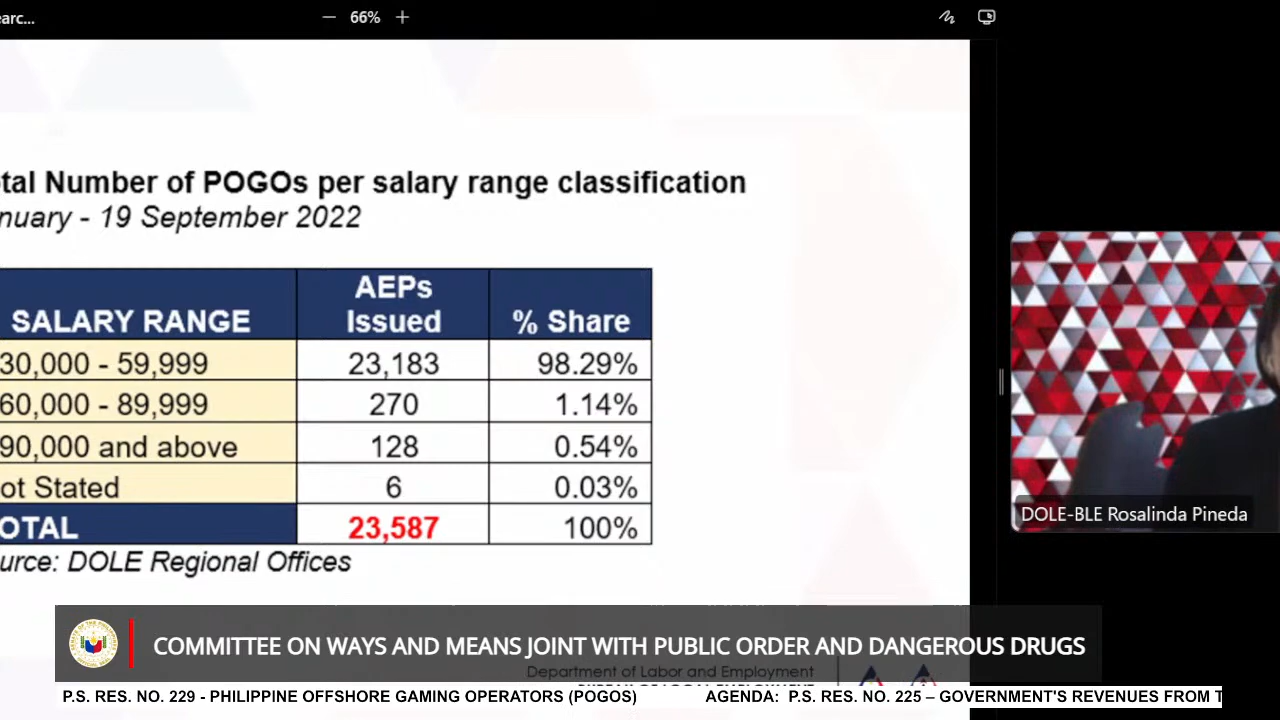 earc...
66%
otal Number of POGOs per salary range classification
nuary - 19 September 2022
SALARY RANGE AEPs Issued % Share
30,000 - 59,999 23,183 98.29%
60,000 - 89,999 270 1.14%
90,000 and above 128 0.54%
ot Stated 6 0.03%
OTAL 23,587 100%
urce: DOLE Regional Offices
DOLE-BLE Rosalinda Pineda
COMMITTEE ON WAYS AND MEANS JOINT WITH PUBLIC ORDER AND DANGEROUS DRUGS
Department of Labor and Employment
P.S. RES. NO. 229 - PHILIPPINE OFFSHORE GAMING OPERATORS (POGOS) AGENDA: P.S. RES. NO. 225 – GOVERNMENT'S REVENUES FROM T